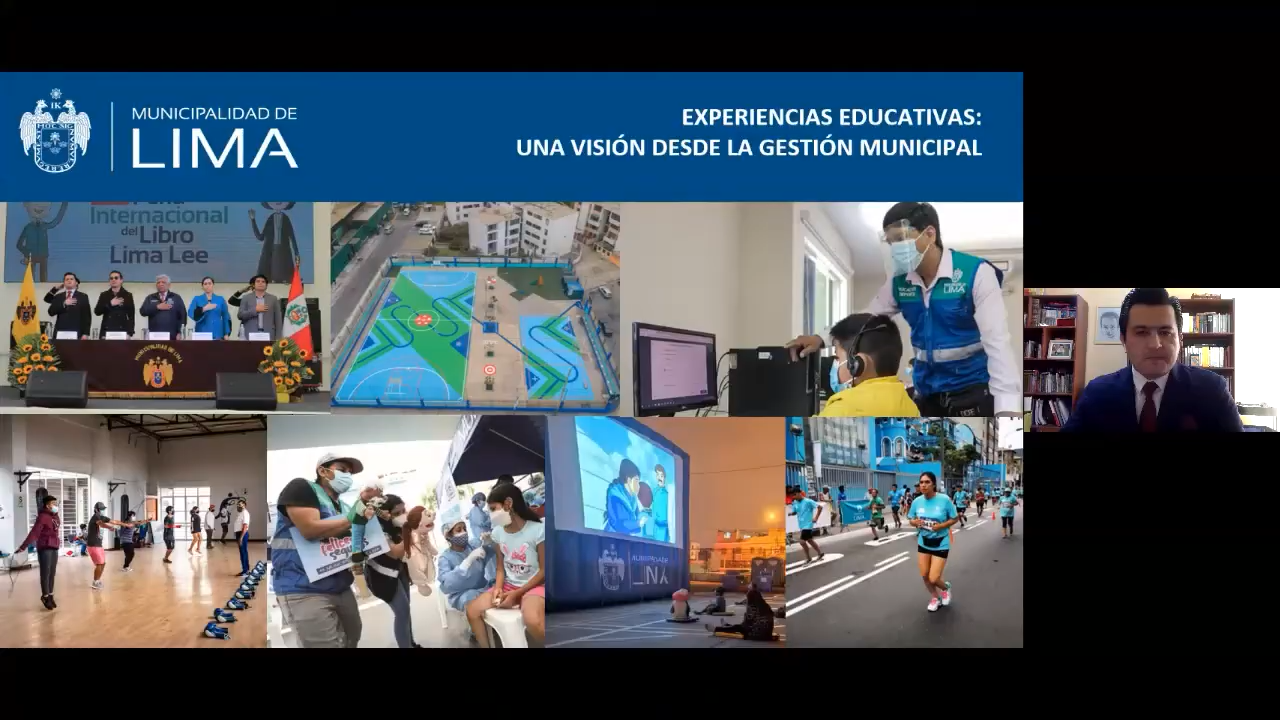 MUNICIPALIDAD DE
LIMA
EXPERIENCIAS EDUCATIVAS:
UNA VISIÓN DESDE LA GESTIÓN MUNICIPAL
Internacional
del Libro
Lima Lee
MUNICIPALIDAD DE LIMA
LIMA